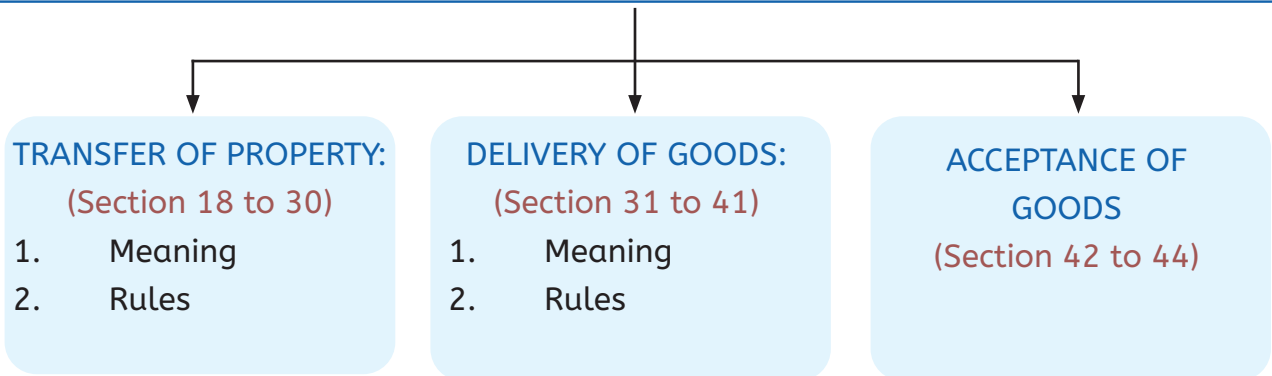 TRANSFER OF PROPERTY:
(Section 18 to 30)
1. Meaning
2. Rules
DELIVERY OF GOODS:
(Section 31 to 41)
1. Meaning
2. Rules
ACCEPTANCE OF
GOODS
(Section 42 to 44)